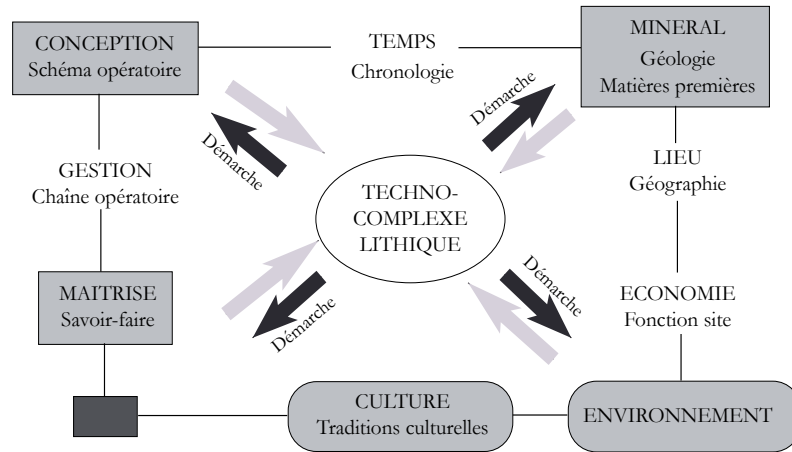 CONCEPTION
Schéma opératoire
TEMPS
Chronologie
MINERAL
Géologie
Matières premières
Démarche
Démarche
GESTION
Chaîne opératoire
TECHNO-
COMPLEXE
LITHIQUE
LIEU
Géographie
MAITRISE
Savoir-faire
Démarche
Démarche
ECONOMIE
Fonction site
CULTURE
Traditions culturelles
ENVIRONNEMENT